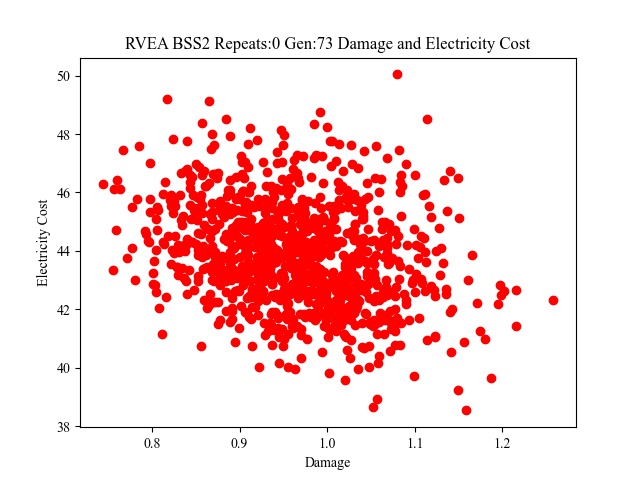 RVEA BSS2 Repeats:0 Gen:73 Damage and Electricity Cost
50
48
46
44
42
40
38
Electricity Cost
0.8 0.9 1.0 1.1 1.2
Damage